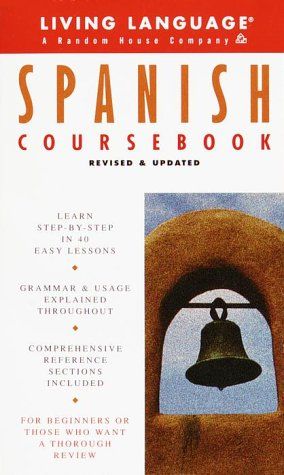 LIVING LANGUAGE®
A Random House Company
SPANISH
COURSEBOOK
REVISED & UPDATED
LEARN
STEP-BY-STEP
IN 40
EASY LESSONS
GRAMMAR & USAGE
EXPLAINED
THROUGHOUT
COMPREHENSIVE
REFERENCE
SECTIONS
INCLUDED
FOR BEGINNERS OR
THOSE WHO WANT
A THOROUGH
REVIEW